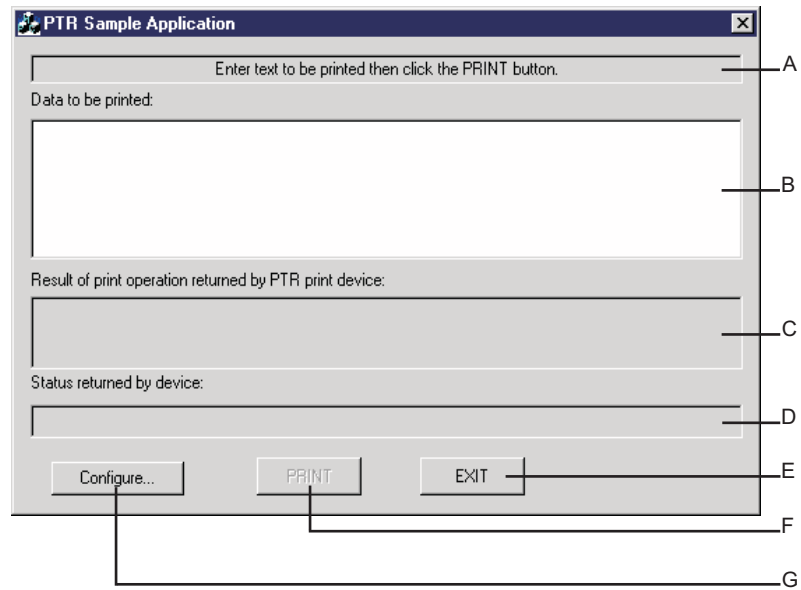 PTR Sample Application
Enter text to be printed then click the PRINT button.
A
Data to be printed:
B
Result of print operation returned by PTR print device:
C
Status returned by device:
D
Configure...
PRINT
EXIT
E
F
G